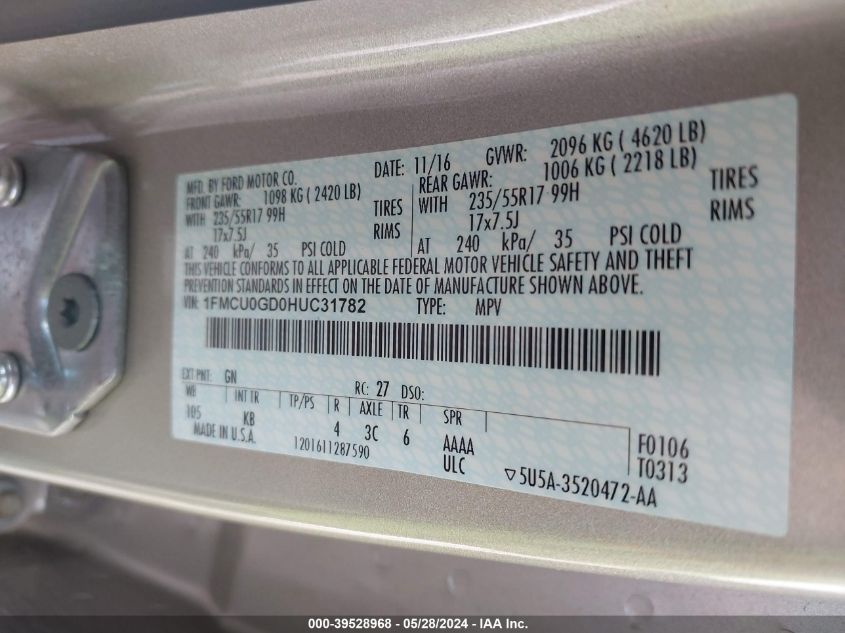 MFD. BY FORD MOTOR CO. DATE: 11/16 GVWR: 2096 KG ( 4620 LB)
FRONT GAWR: 1098 KG ( 2420 LB) REAR GAWR: 1006 KG ( 2218 LB)
WITH 235/55R17 99H TIRES WITH 235/55R17 99H TIRES
17x7.5J RIMS 17x7.5J RIMS
AT 240 kPa/ 35 PSI COLD AT 240 kPa/ 35 PSI COLD
THIS VEHICLE CONFORMS TO ALL APPLICABLE FEDERAL MOTOR VEHICLE SAFETY AND THEFT
PREVENTION STANDARDS IN EFFECT ON THE DATE OF MANUFACTURE SHOWN ABOVE.
VIN: 1FMCU0GD0HUC31782 TYPE: MPV
EXT PNT: GN RC: 27 DSO:
WB INT TR TP/PS R AXLE TR SPR
105 KB 4 3C 6 AAAA F0106
MADE IN U.S.A. 1201611287590 ULC T0313
▽5U5A-3520472-AA
000-39528968 - 05/28/2024 - IAA Inc.